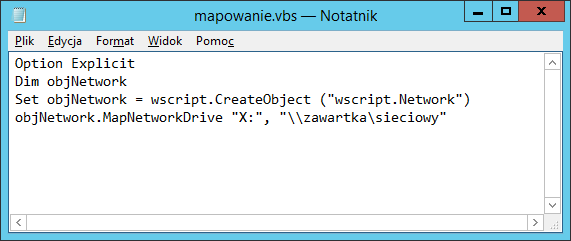 mapowanie.vbs — Notatnik
Plik Edycja Format Widok Pomoc
Option Explicit
Dim objNetwork
Set objNetwork = wscript.CreateObject ("wscript.Network")
objNetwork.MapNetworkDrive "X:", "\\zawartka\sieciowy"